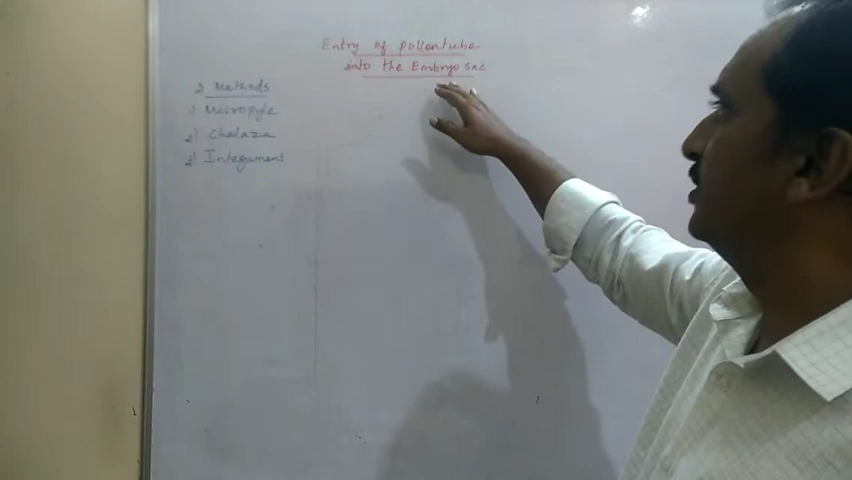 Entry of pollentube
into the Embryo sac
3 Methods
1) Micropyle
2) Chalaza
3) Integument